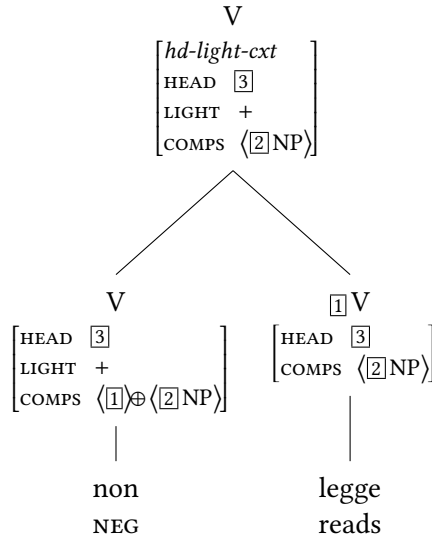 V
hd-light-cxt
HEAD 3
LIGHT +
COMPS ⟨2 NP⟩
V
HEAD 3
LIGHT +
COMPS ⟨1⟩⊕⟨2 NP⟩
1 V
HEAD 3
COMPS ⟨2 NP⟩
non
NEG
legge
reads